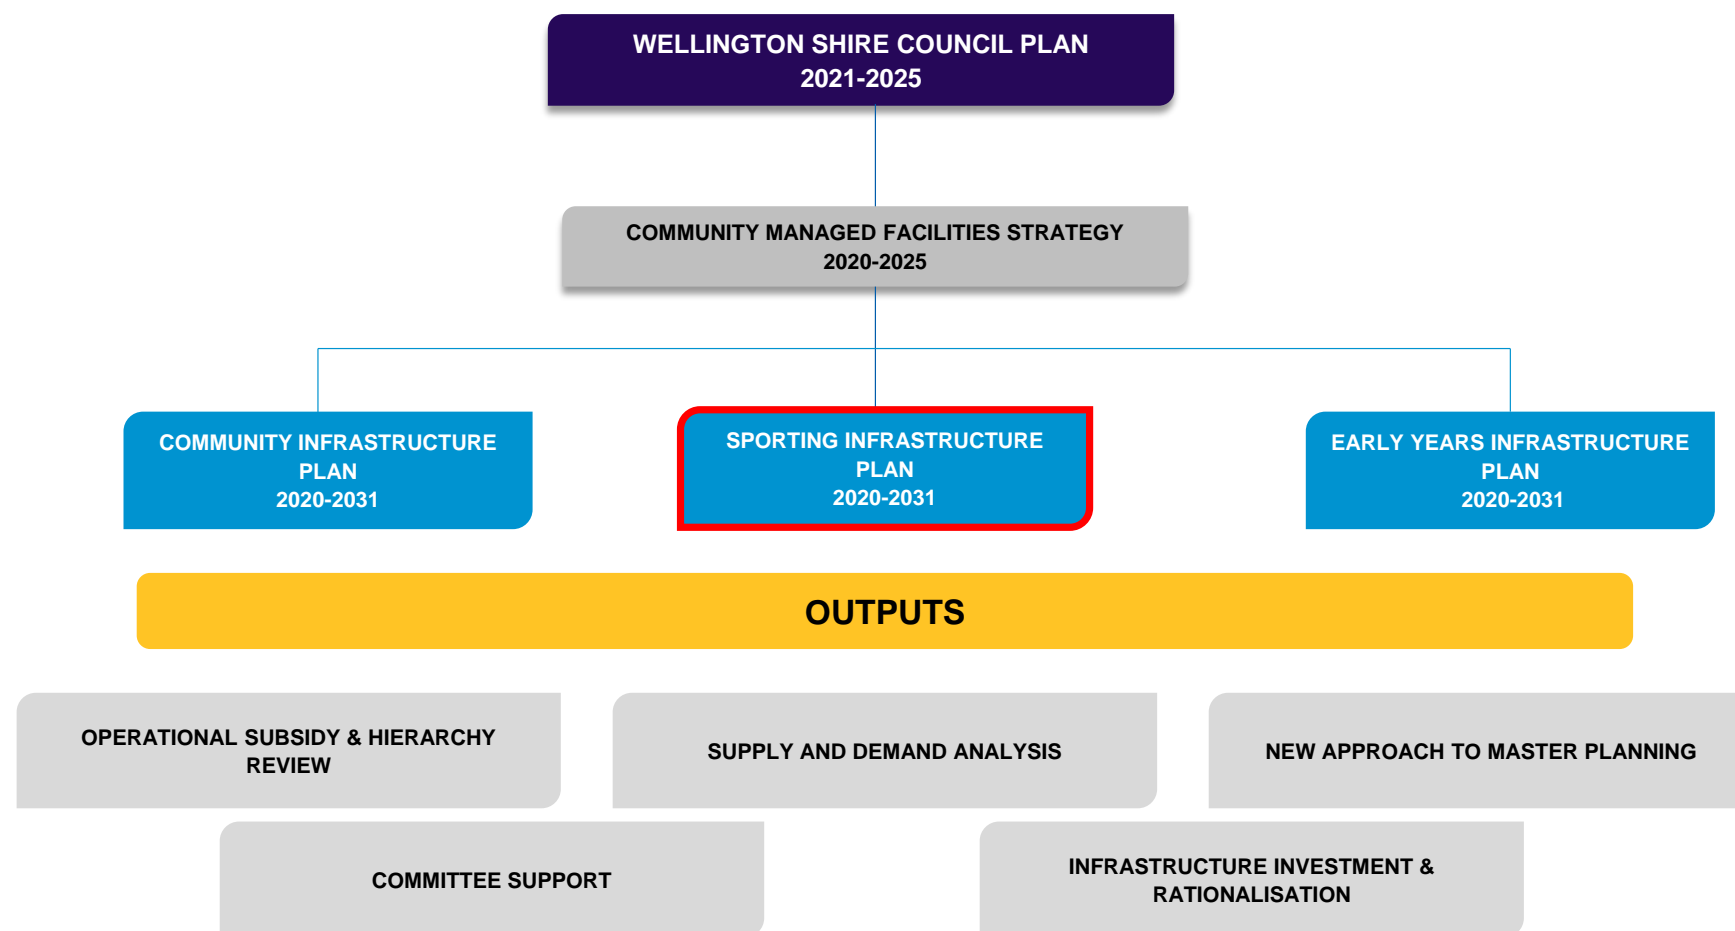 WELLINGTON SHIRE COUNCIL PLAN
2021-2025
COMMUNITY MANAGED FACILITIES STRATEGY
2020-2025
COMMUNITY INFRASTRUCTURE
PLAN
2020-2031
SPORTING INFRASTRUCTURE
PLAN
2020-2031
EARLY YEARS INFRASTRUCTURE
PLAN
2020-2031
OUTPUTS
OPERATIONAL SUBSIDY & HIERARCHY
REVIEW
SUPPLY AND DEMAND ANALYSIS
NEW APPROACH TO MASTER PLANNING
COMMITTEE SUPPORT
INFRASTRUCTURE INVESTMENT &
RATIONALISATION